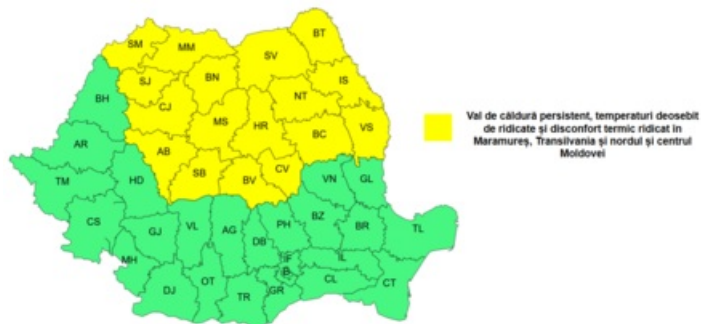 BT
SM
MM
SV
SJ
BN
IS
BH
CJ
NT
MS
HR
AR
AB
BC
VS
SB
BV
CV
TM
HD
VN
GL
CS
GJ
VL
AG
PH
BZ
BR
TL
DB
MH
IF
IL
B
DJ
OT
TR
GR
CL
CT
Val de căldură persistent, temperaturi deosebit
de ridicate și disconfort termic ridicat în
Maramureș, Transilvania și nordul și centrul
Moldovei